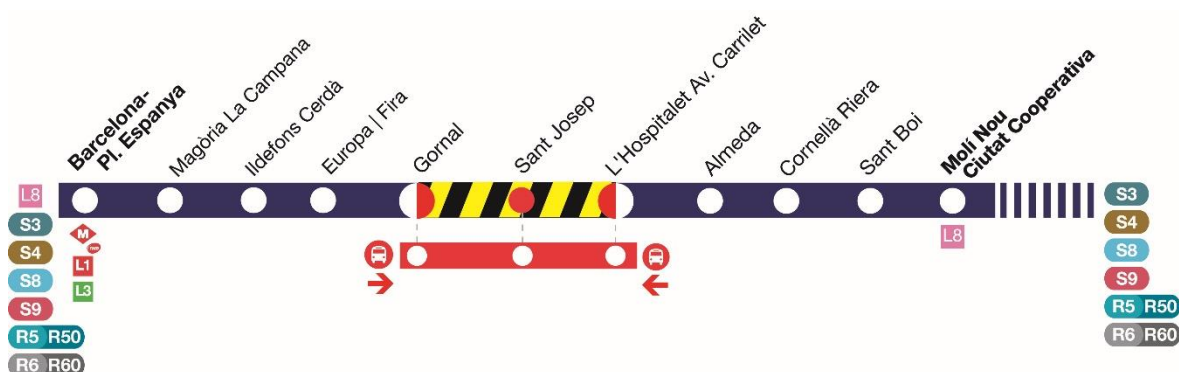 Barcelona-
Pl. Espanya
Magòria La Campana
Ildefons Cerdà
Europa | Fira
Gornal
Sant Josep
L'Hospitalet Av. Carrilet
Almeda
Cornellà Riera
Sant Boi
Molí Nou
Ciutat Cooperativa
L8
S3
S4
S8
S9
R5 R50
R6 R60
M
L1
L3
L8
S3
S4
S8
S9
R5 R50
R6 R60